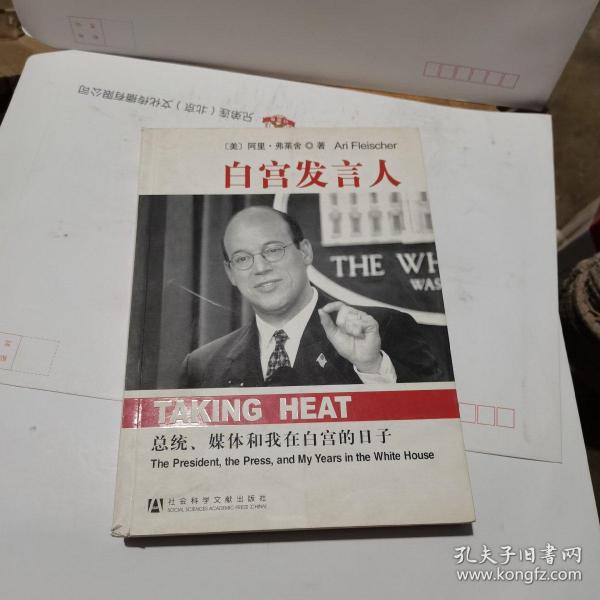 兄弟连（北京）文化传播有限公司
〔美〕阿里·弗莱舍 ◎ 著 Ari Fleischer
白宫发言人
THE WH
WAS
TAKING HEAT
总统、媒体和我在白宫的日子
The President, the Press, and My Years in the White House
社会科学文献出版社
SOCIAL SCIENCES ACADEMIC PRESS (CHINA)
孔夫子旧书网
www.kongfz.com